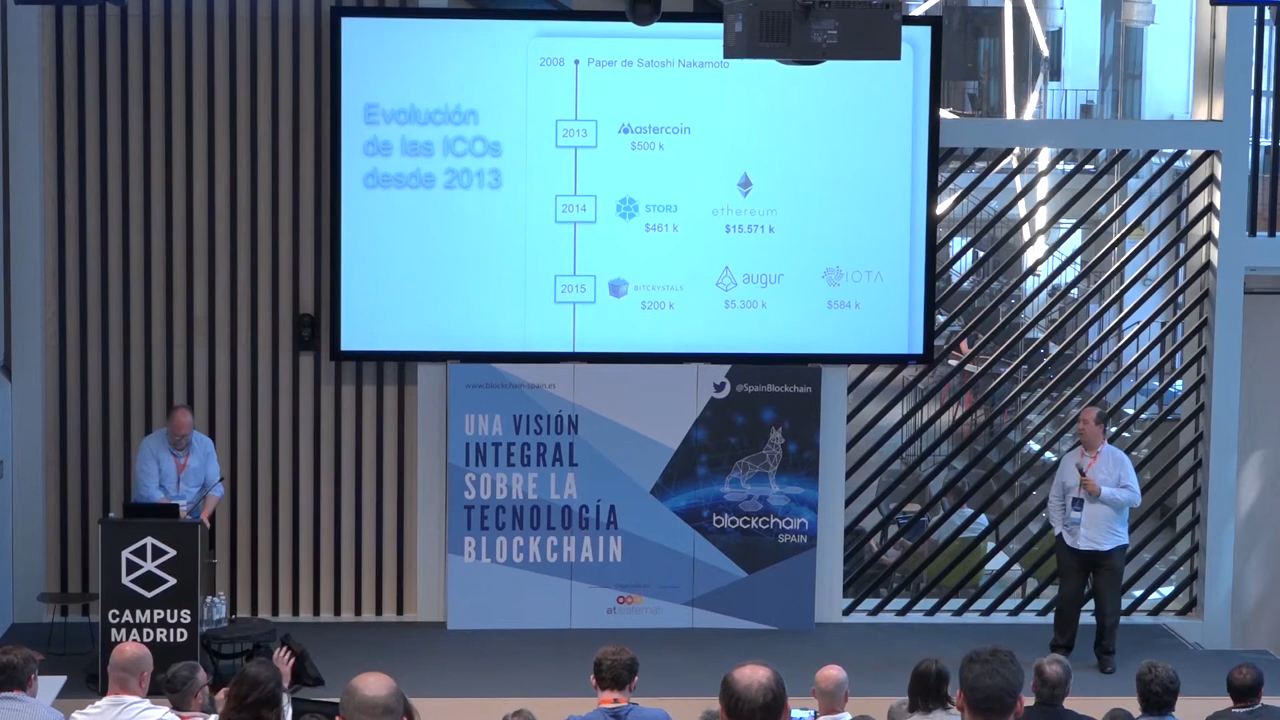 2008 Paper de Satoshi Nakamoto
Evolución
de las ICOs
desde 2013
2013 Mastercoin
$500 k
2014 STORJ ethereum
$461 k $15.571 k
2015 BITCRYSTALS augur IOTA
$200 k $5.300 k $584 k
www.blockchain-spain.es
@SpainBlockchain
UNA VISIÓN
INTEGRAL
SOBRE LA
TECNOLOGÍA
BLOCKCHAIN
blockchain
SPAIN
atsistemas
CAMPUS
MADRID